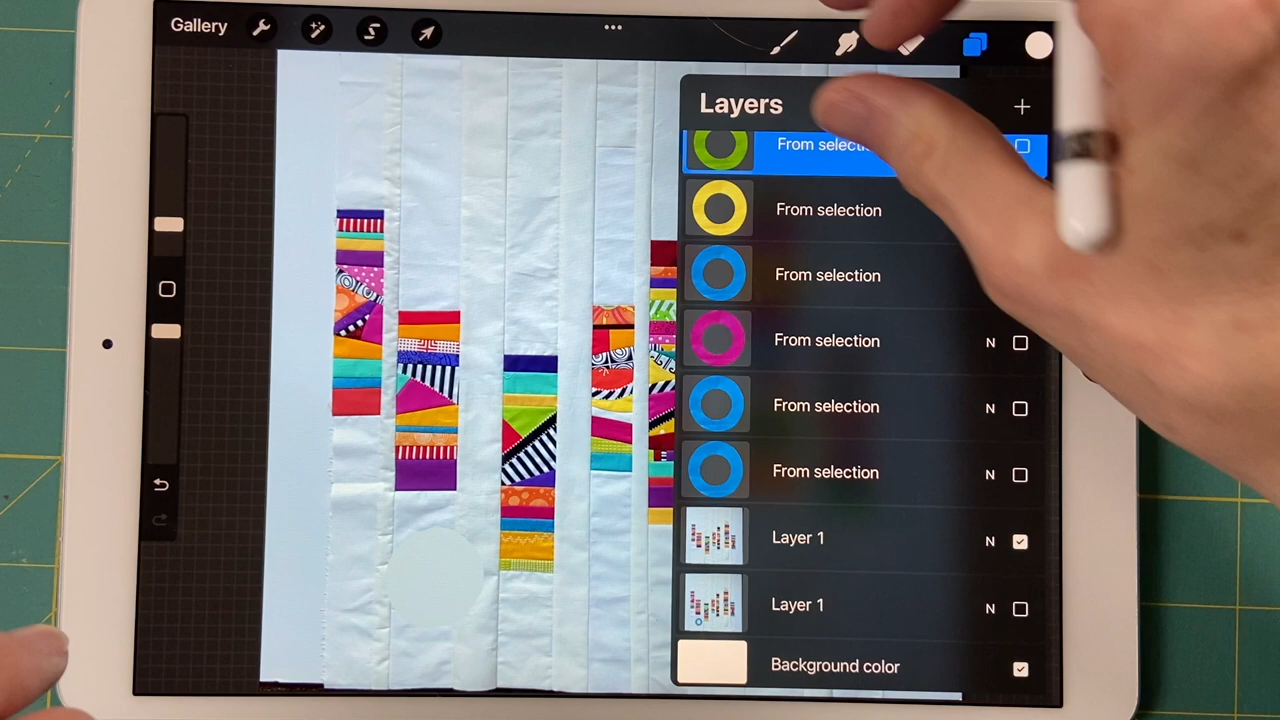 Gallery
Layers
From selecti
From selection
From selection
From selection N
From selection N
From selection N
Layer 1 N
Layer 1 N
Background color